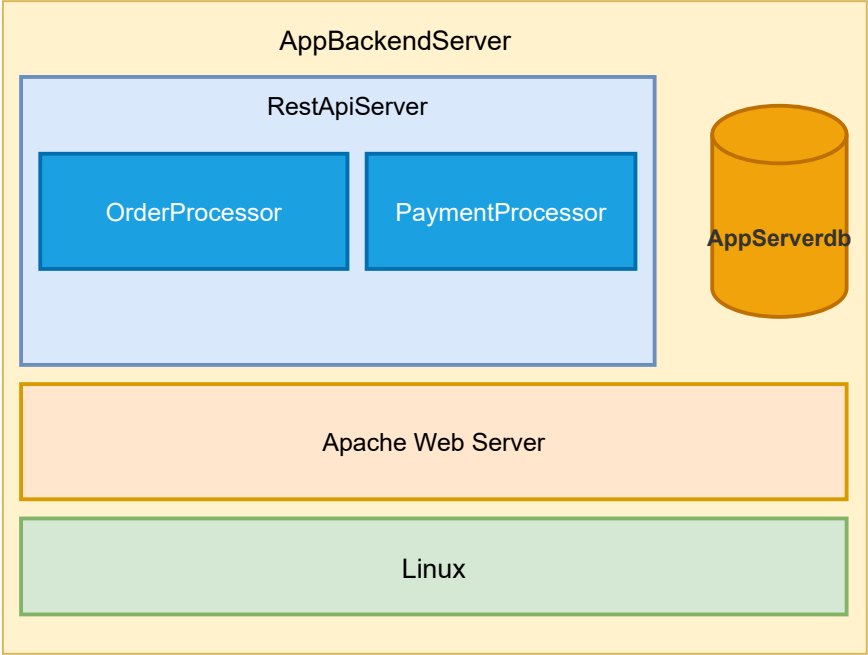 AppBackendServer
RestApiServer
OrderProcessor
PaymentProcessor
AppServerdb
Apache Web Server
Linux